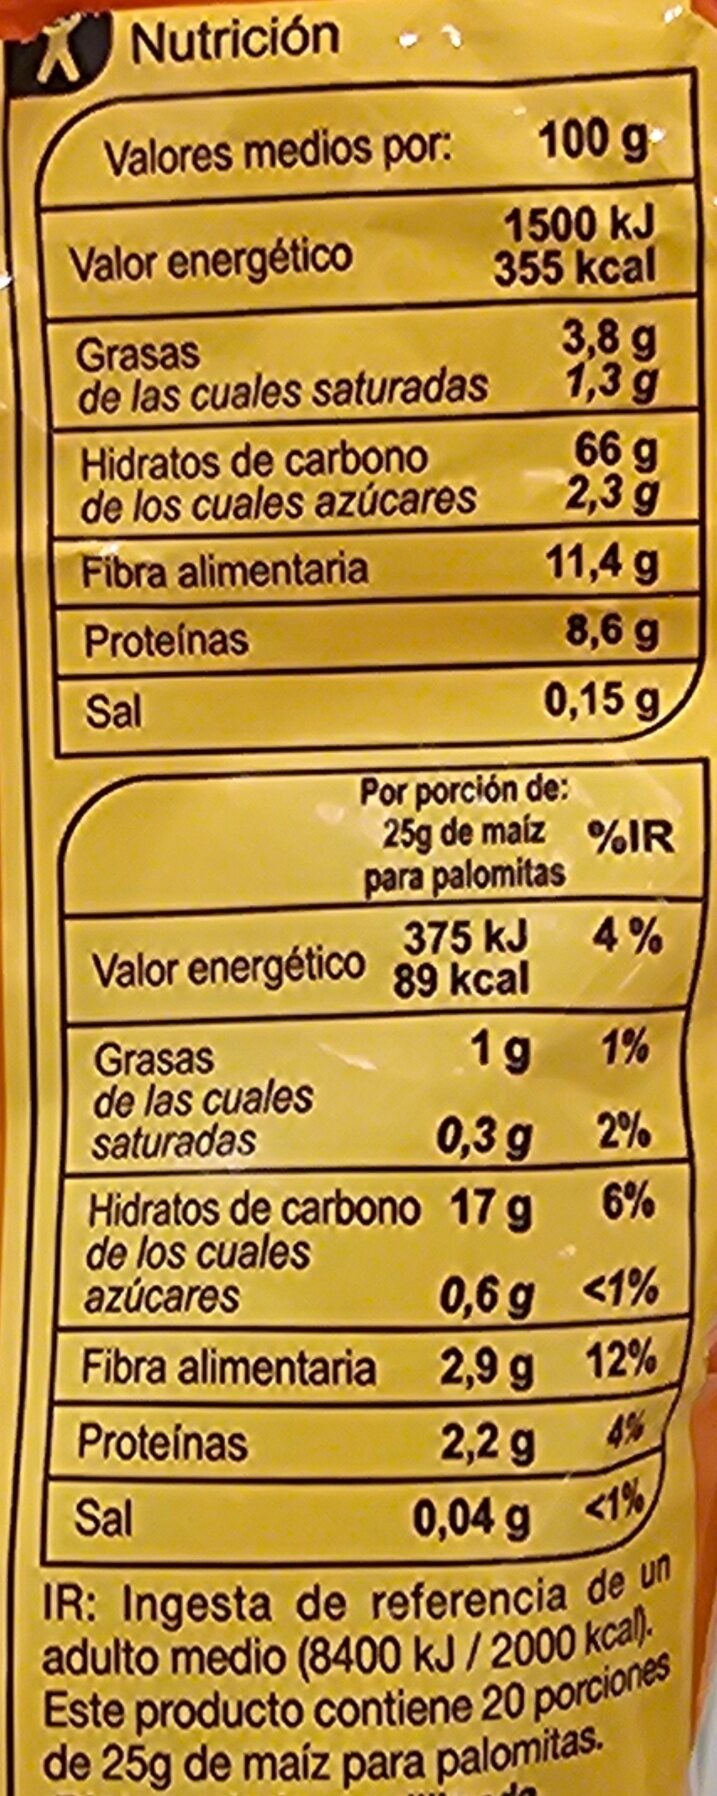 Nutrición
Valores medios por: 100 g
Valor energético 1500 kJ
355 kcal
Grasas 3,8 g
de las cuales saturadas 1,3 g
Hidratos de carbono 66 g
de los cuales azúcares 2,3 g
Fibra alimentaria 11,4 g
Proteínas 8,6 g
Sal 0,15 g
Por porción de:
25g de maíz %IR
para palomitas
Valor energético 375 kJ 4 %
89 kcal
Grasas 1 g 1%
de las cuales
saturadas 0,3 g 2%
Hidratos de carbono 17 g 6%
de los cuales
azúcares 0,6 g <1%
Fibra alimentaria 2,9 g 12%
Proteínas 2,2 g 4%
Sal 0,04 g <1%
IR: Ingesta de referencia de un
adulto medio (8400 kJ / 2000 kcal).
Este producto contiene 20 porciones
de 25g de maíz para palomitas.